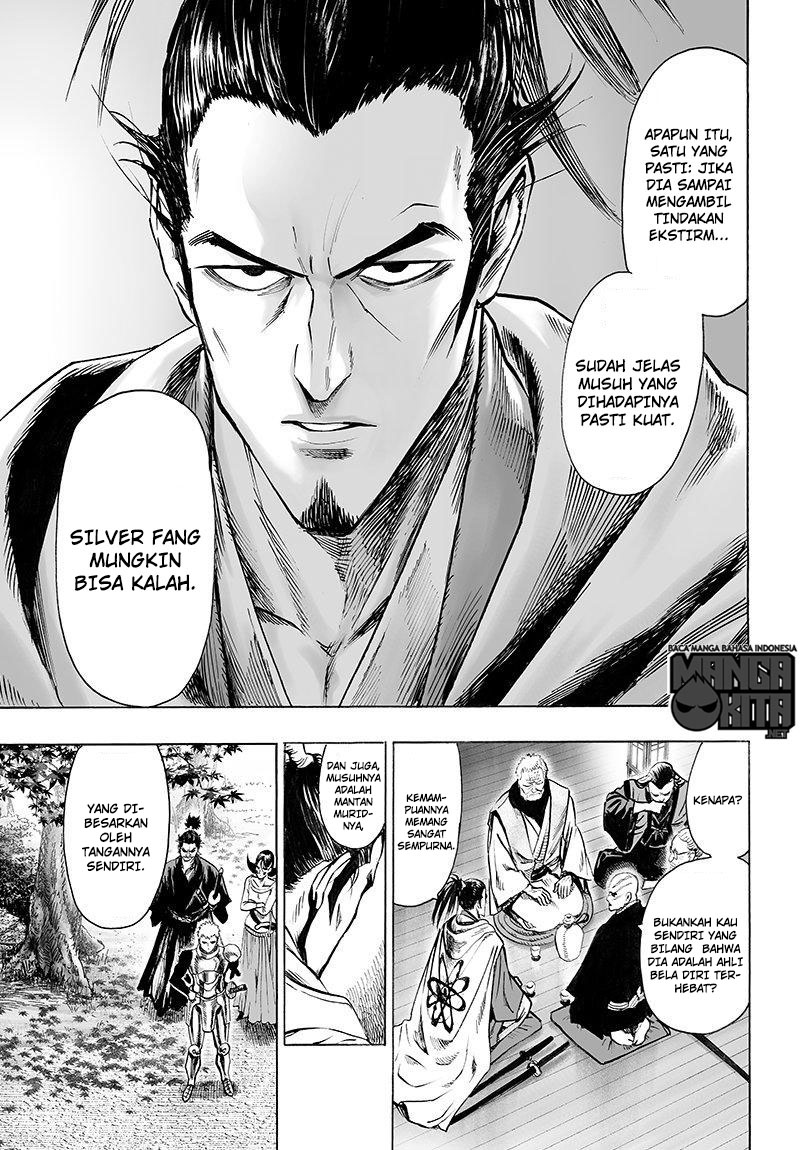 APAPUN ITU,
SATU YANG
PASTI: JIKA
DIA SAMPAI
MENGAMBIL
TINDAKAN
EKSTIRM...
SUDAH JELAS
MUSUH YANG
DIHADAPINYA
PASTI KUAT.
SILVER FANG
MUNGKIN
BISA KALAH.
BACA MANGA BAHASA INDONESIA
MANGA
KITA
.NET
KENAPA?
BUKANKAH KAU
SENDIRI YANG
BILANG BAHWA
DIA ADALAH AHLI
BELA DIRI TER-
HEBAT?
KEMAM-
PUANNYA
MEMANG
SANGAT
SEMPURNA.
DAN JUGA,
MUSUHNYA
ADALAH
MANTAN
MURID-
NYA,
YANG DI-
BESARKAN
OLEH
TANGANNYA
SENDIRI.